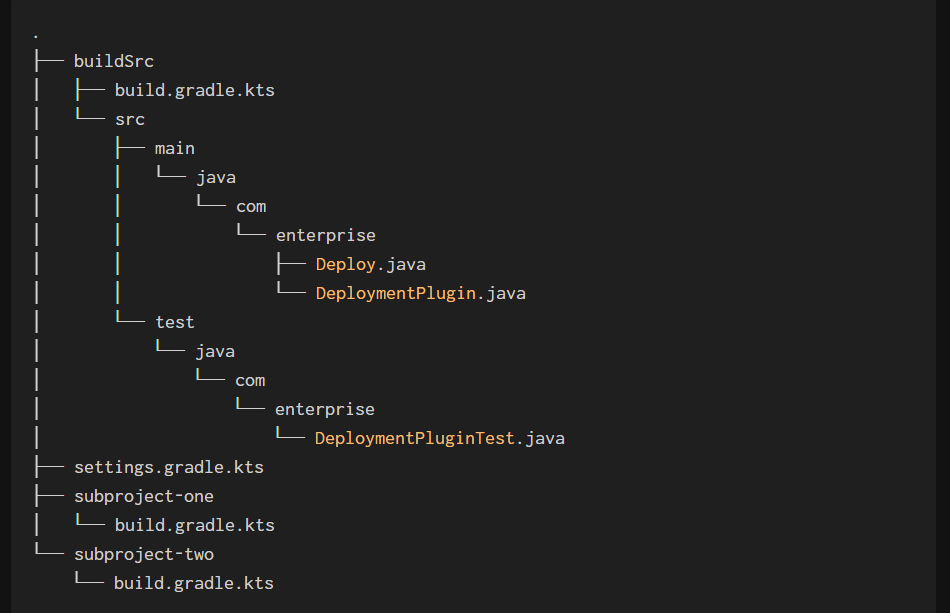 .
├── buildSrc
│   ├── build.gradle.kts
│   └── src
│       ├── main
│       │   └── java
│       │       └── com
│       │           └── enterprise
│       │               ├── Deploy.java
│       │               └── DeploymentPlugin.java
│       └── test
│           └── java
│               └── com
│                   └── enterprise
│                       └── DeploymentPluginTest.java
├── settings.gradle.kts
├── subproject-one
│   └── build.gradle.kts
└── subproject-two
    └── build.gradle.kts